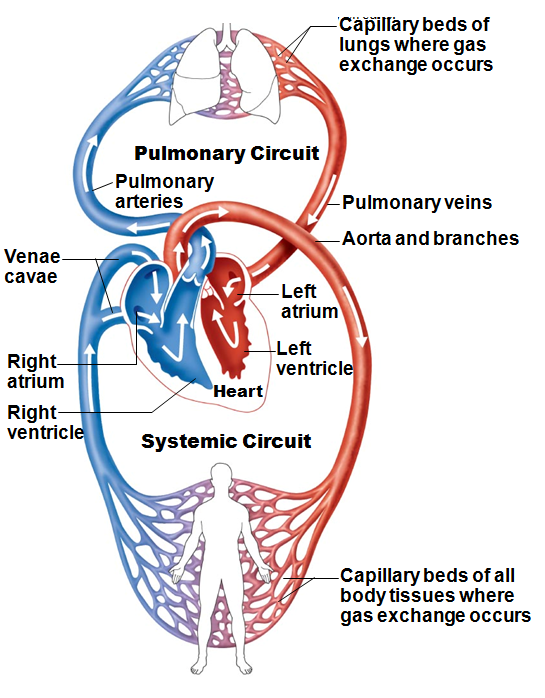 Capillary beds of
lungs where gas
exchange occurs
Pulmonary Circuit
Pulmonary
arteries
Pulmonary veins
Aorta and branches
Venae
cavae
Left
atrium
Left
ventricle
Right
atrium
Heart
Right
ventricle
Systemic Circuit
Capillary beds of all
body tissues where
gas exchange occurs